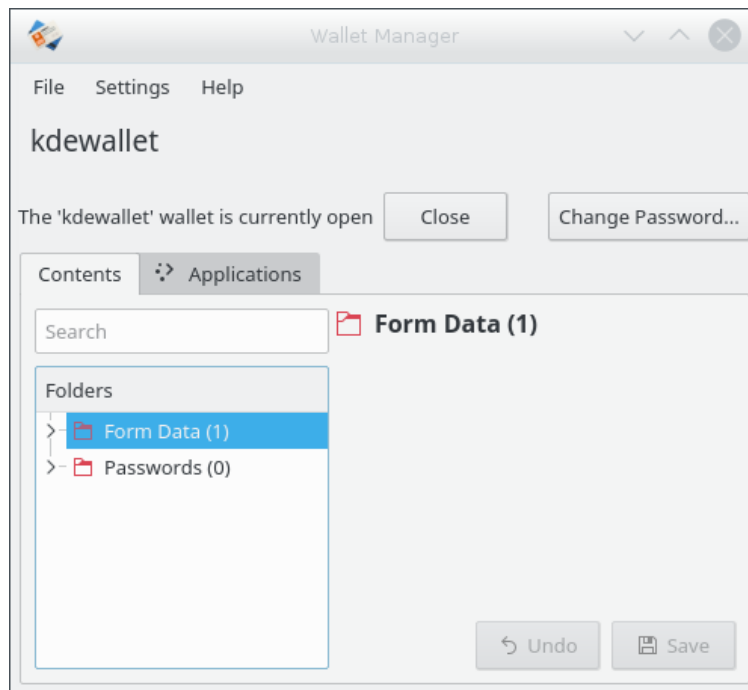 Wallet Manager
File Settings Help
kdewallet
The 'kdewallet' wallet is currently open Close Change Password...
Contents Applications
Search
Form Data (1)
Folders
Form Data (1)
Passwords (0)
Undo Save